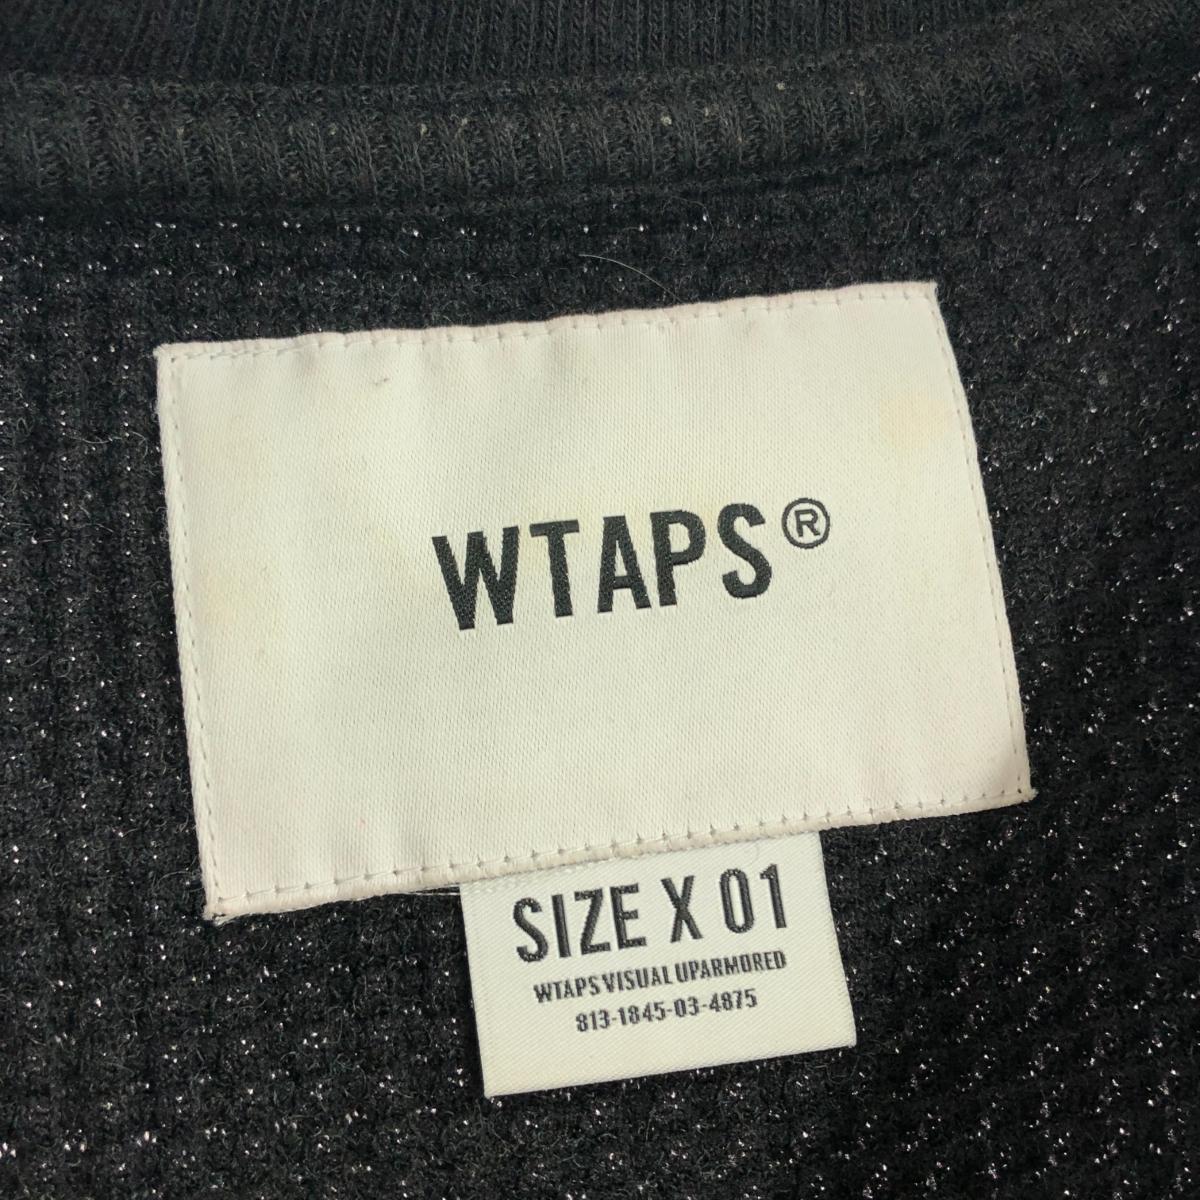 WTAPS®
SIZE X 01
WTAPS VISUAL UPARMORED
813-1845-03-4875